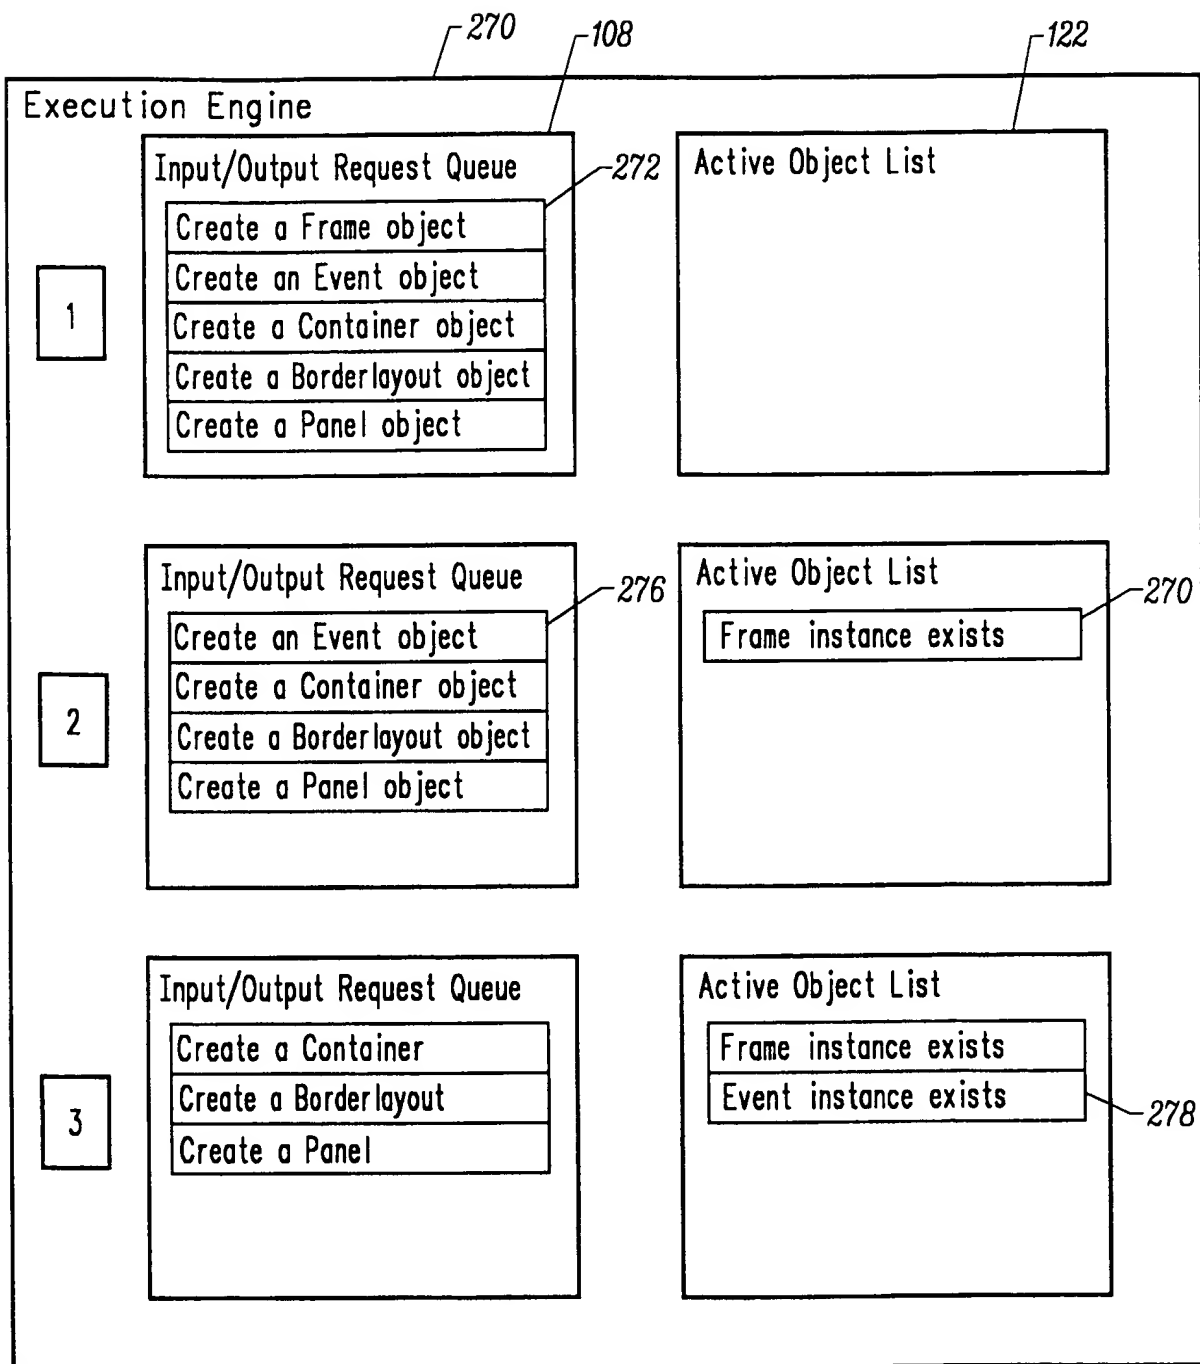 270
108
122
Execution Engine
Input/Output Request Queue
272
Active Object List
Create a Frame object
Create an Event object
1
Create a Container object
Create a Borderlayout object
Create a Panel object
Input/Output Request Queue
276
Active Object List
270
Create an Event object
Frame instance exists
Create a Container object
2
Create a Borderlayout object
Create a Panel object
Input/Output Request Queue
Active Object List
Create a Container
Frame instance exists
Create a Borderlayout
Event instance exists
278
3
Create a Panel